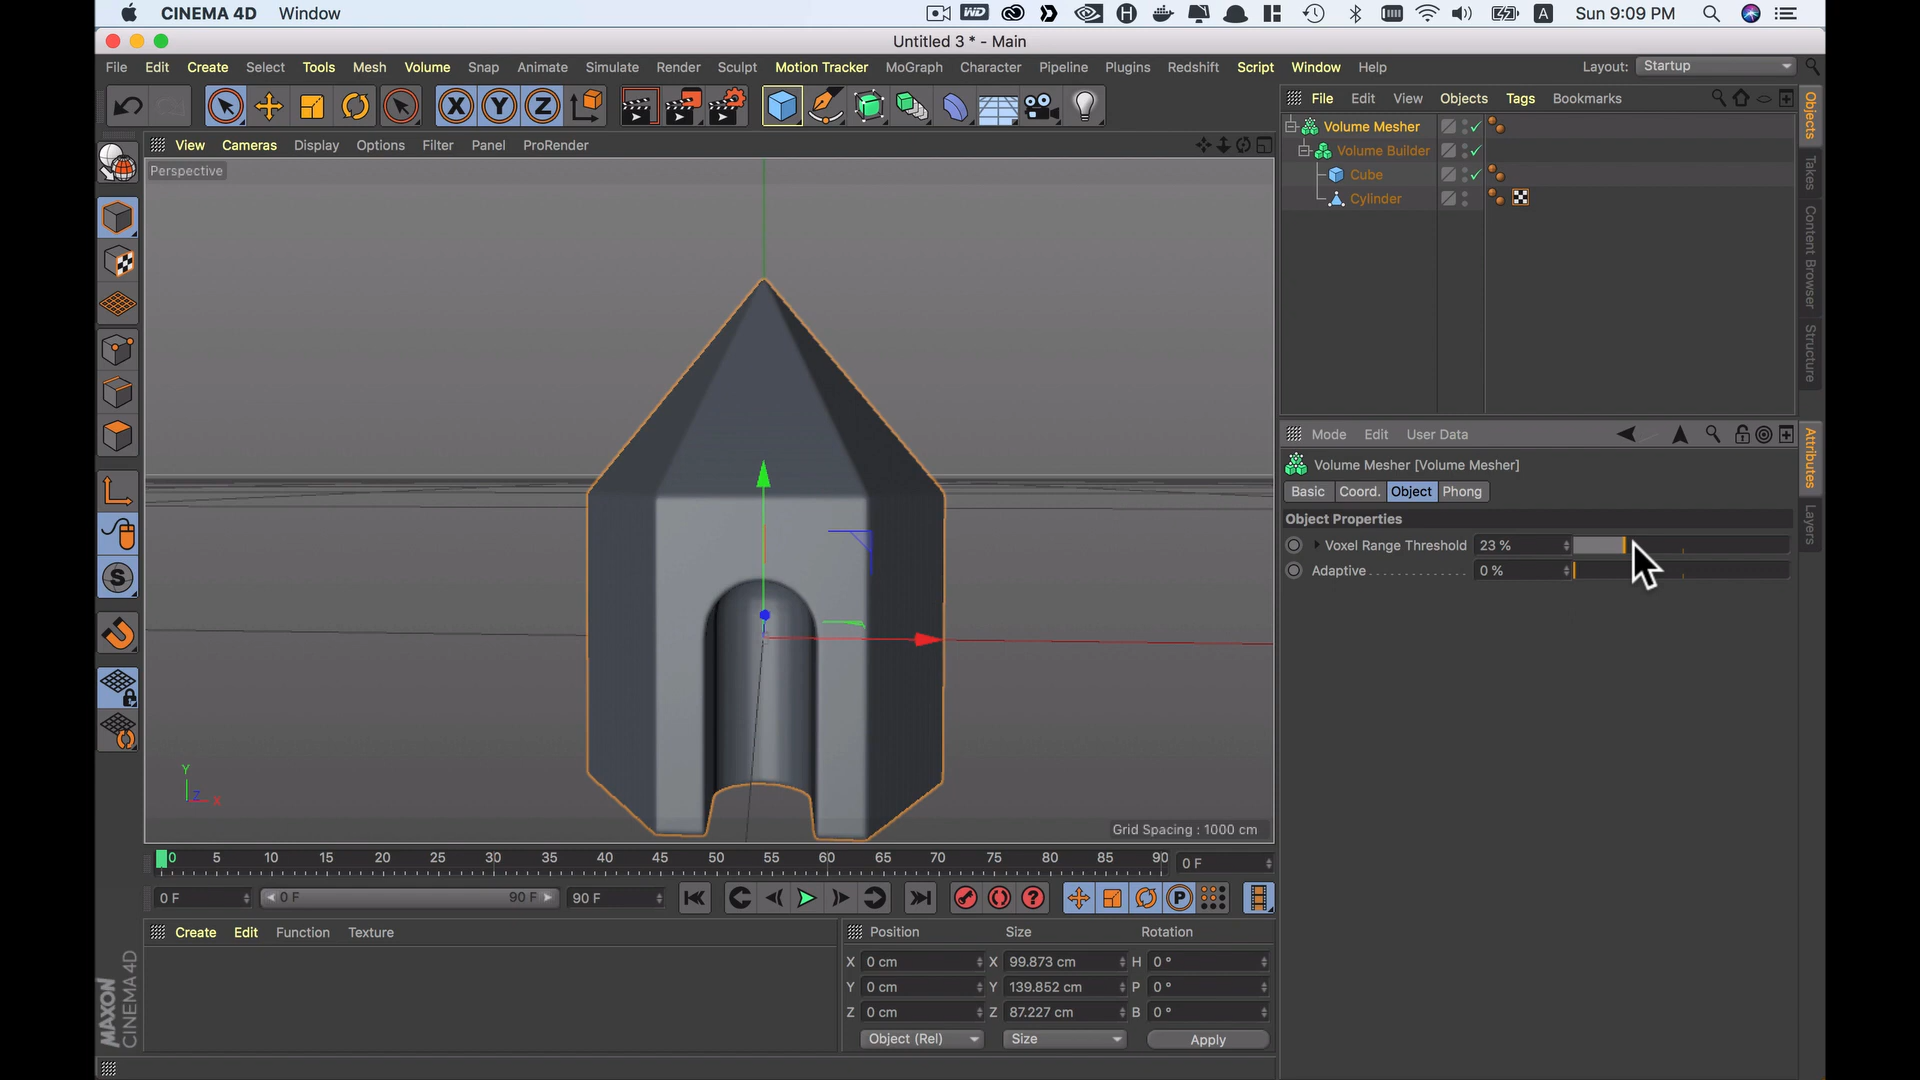 CINEMA 4D Window Sun 9:09 PM
Untitled 3 * - Main
File Edit Create Select Tools Mesh Volume Snap Animate Simulate Render Sculpt Motion Tracker MoGraph Character Pipeline Plugins Redshift Script Window Help Layout: Startup
X Y Z
File Edit View Objects Tags Bookmarks
Volume Mesher
Volume Builder
Cube
Cylinder
Objects
Takes
Content Browser
Structure
View Cameras Display Options Filter Panel ProRender
Perspective
Y
Z X
Grid Spacing : 1000 cm
Mode Edit User Data
Volume Mesher [Volume Mesher]
Basic Coord. Object Phong
Object Properties
Voxel Range Threshold 23 %
Adaptive 0 %
Attributes
Layers
0 5 10 15 20 25 30 35 40 45 50 55 60 65 70 75 80 85 90 0 F
0 F 0 F 90 F 90 F
Create Edit Function Texture
Position Size Rotation
X 0 cm X 99.873 cm H 0 °
Y 0 cm Y 139.852 cm P 0 °
Z 0 cm Z 87.227 cm B 0 °
Object (Rel) Size Apply
MAXON
CINEMA 4D